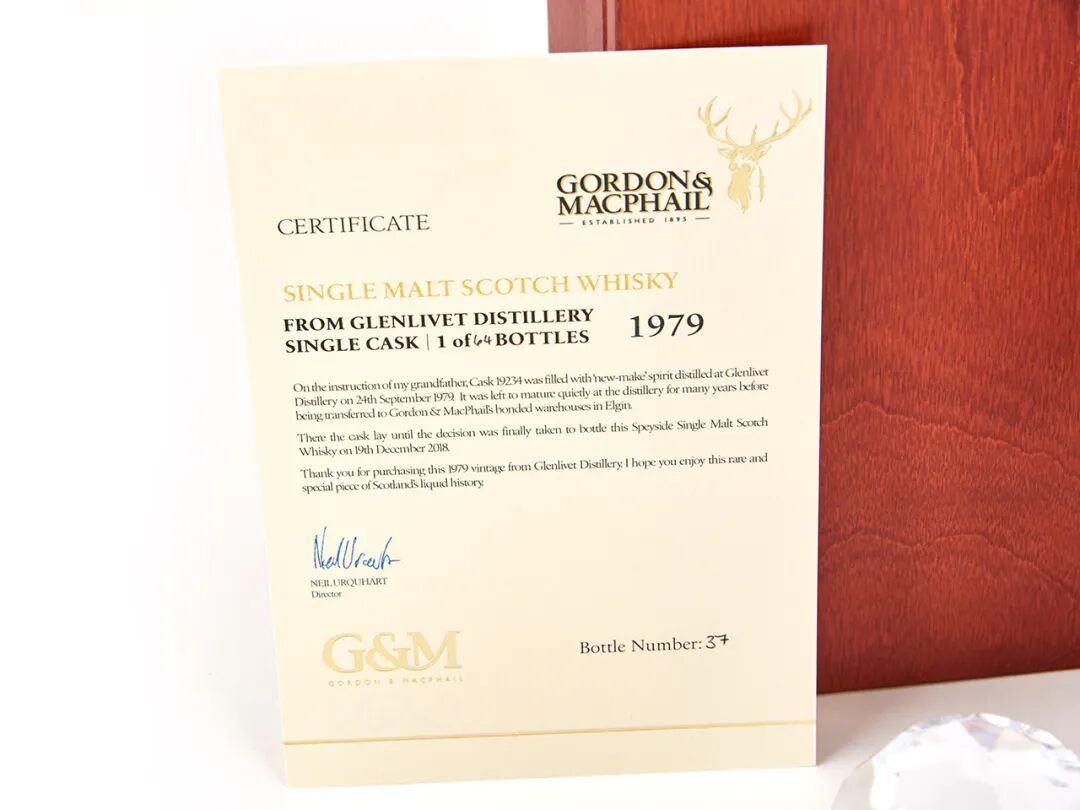 GORDON&
MACPHAIL
ESTABLISHED 1895
CERTIFICATE
SINGLE MALT SCOTCH WHISKY
FROM GLENLIVET DISTILLERY
SINGLE CASK | 1 of 64 BOTTLES
1979
On the instruction of my grandfather, Cask 19234 was filled with 'new-make' spirit distilled at Glenlivet
Distillery on 24th September 1979. It was left to mature quietly at the distillery for many years before
being transferred to Gordon & MacPhail's bonded warehouses in Elgin.
There the cask lay until the decision was finally taken to bottle this Speyside Single Malt Scotch
Whisky on 19th December 2018.
Thank you for purchasing this 1979 vintage from Glenlivet Distillery. I hope you enjoy this rare and
special piece of Scotland's liquid history.
Neil Urquhart
NEIL URQUHART
Director
G&M
GORDON & MACPHAIL
Bottle Number: 37